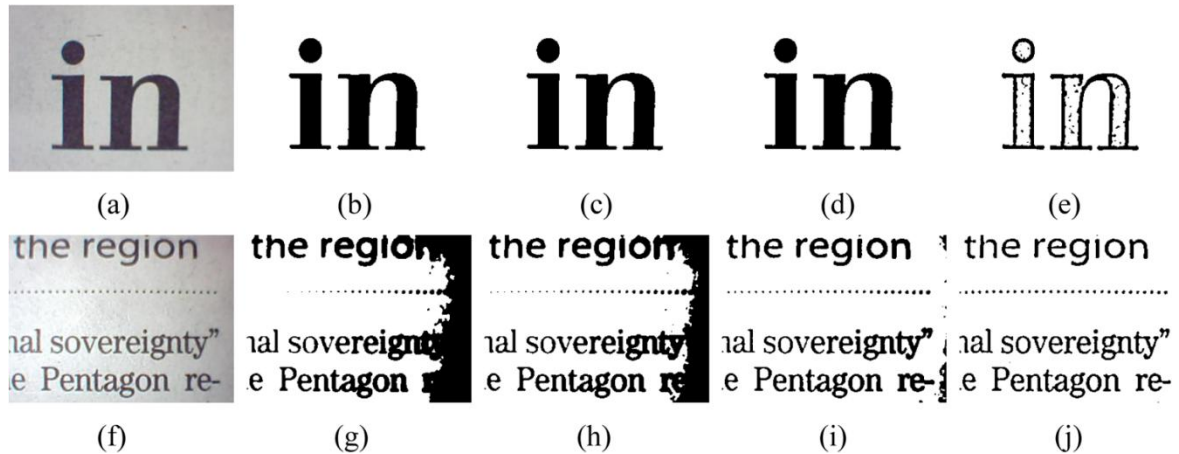 in in in in in
(a) (b) (c) (d) (e)
the region the region the region the region the region
nal sovereignty” nal sovereignty nal sovereignty nal sovereignty” nal sovereignty”
e Pentagon re- e Pentagon e Pentagon re e Pentagon re- e Pentagon re-
(f) (g) (h) (i) (j)